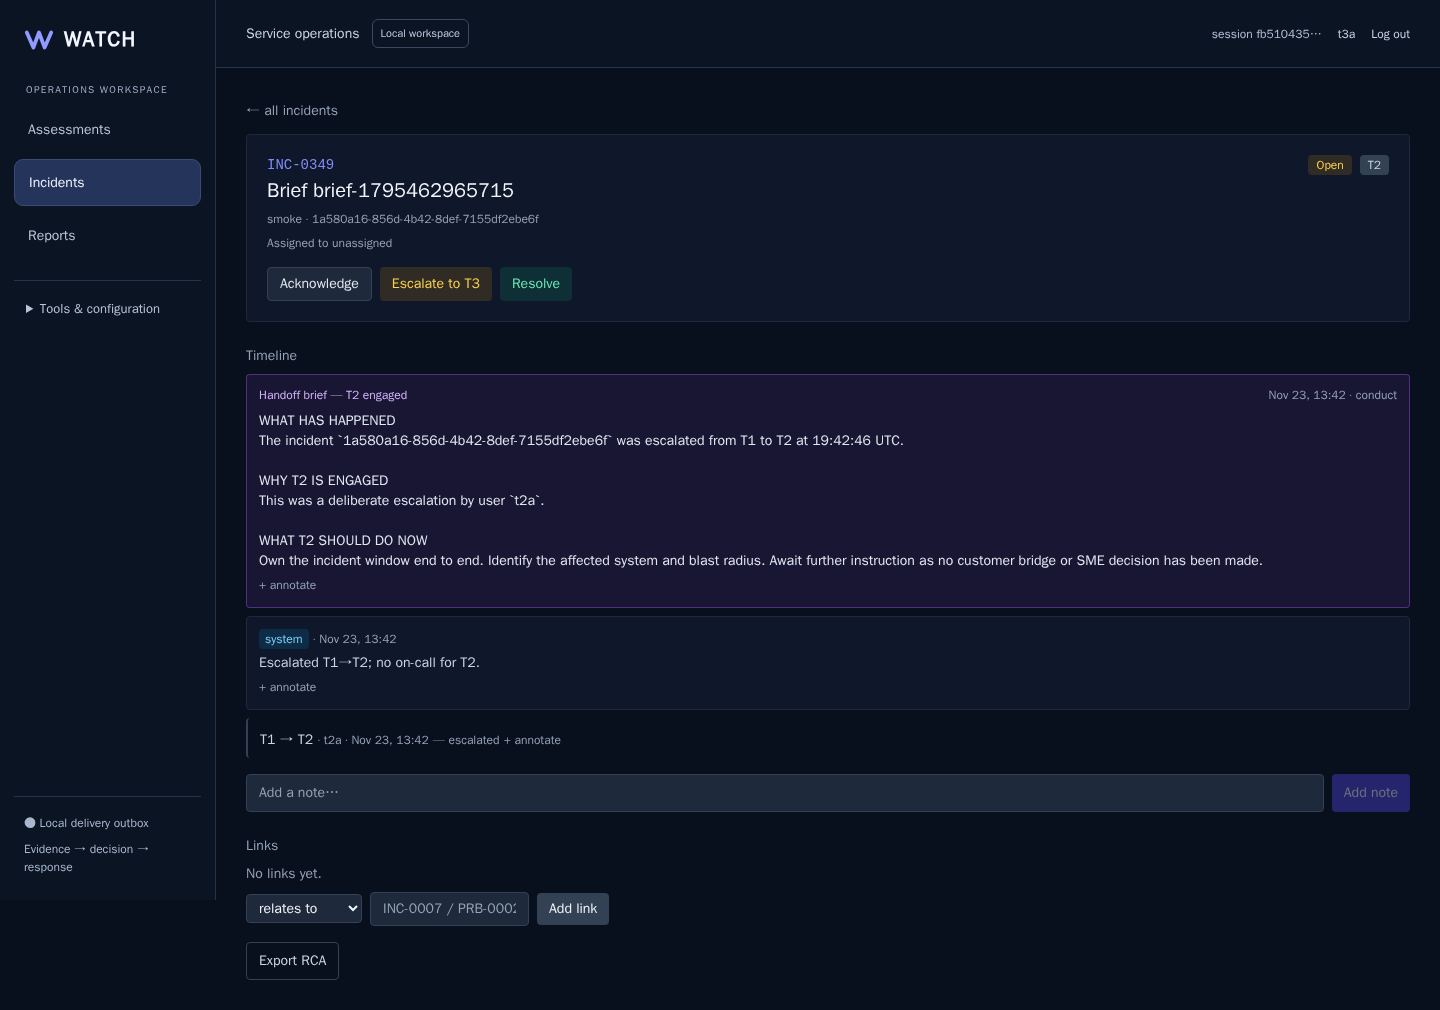 WATCH
OPERATIONS WORKSPACE
Assessments
Incidents
Reports
Tools & configuration
Local delivery outbox
Evidence → decision →
response
Service operations
Local workspace
session fb510435…
t3a
Log out
← all incidents
INC-0349
Open
T2
Brief brief-1795462965715
smoke · 1a580a16-856d-4b42-8def-7155df2ebe6f
Assigned to unassigned
Acknowledge
Escalate to T3
Resolve
Timeline
Handoff brief — T2 engaged
Nov 23, 13:42 · conduct
WHAT HAS HAPPENED
The incident `1a580a16-856d-4b42-8def-7155df2ebe6f` was escalated from T1 to T2 at 19:42:46 UTC.
WHY T2 IS ENGAGED
This was a deliberate escalation by user `t2a`.
WHAT T2 SHOULD DO NOW
Own the incident window end to end. Identify the affected system and blast radius. Await further instruction as no customer bridge or SME decision has been made.
+ annotate
system · Nov 23, 13:42
Escalated T1→T2; no on-call for T2.
+ annotate
T1 → T2 · t2a · Nov 23, 13:42 — escalated + annotate
Add a note…
Add note
Links
No links yet.
relates to
INC-0007 / PRB-0002
Add link
Export RCA